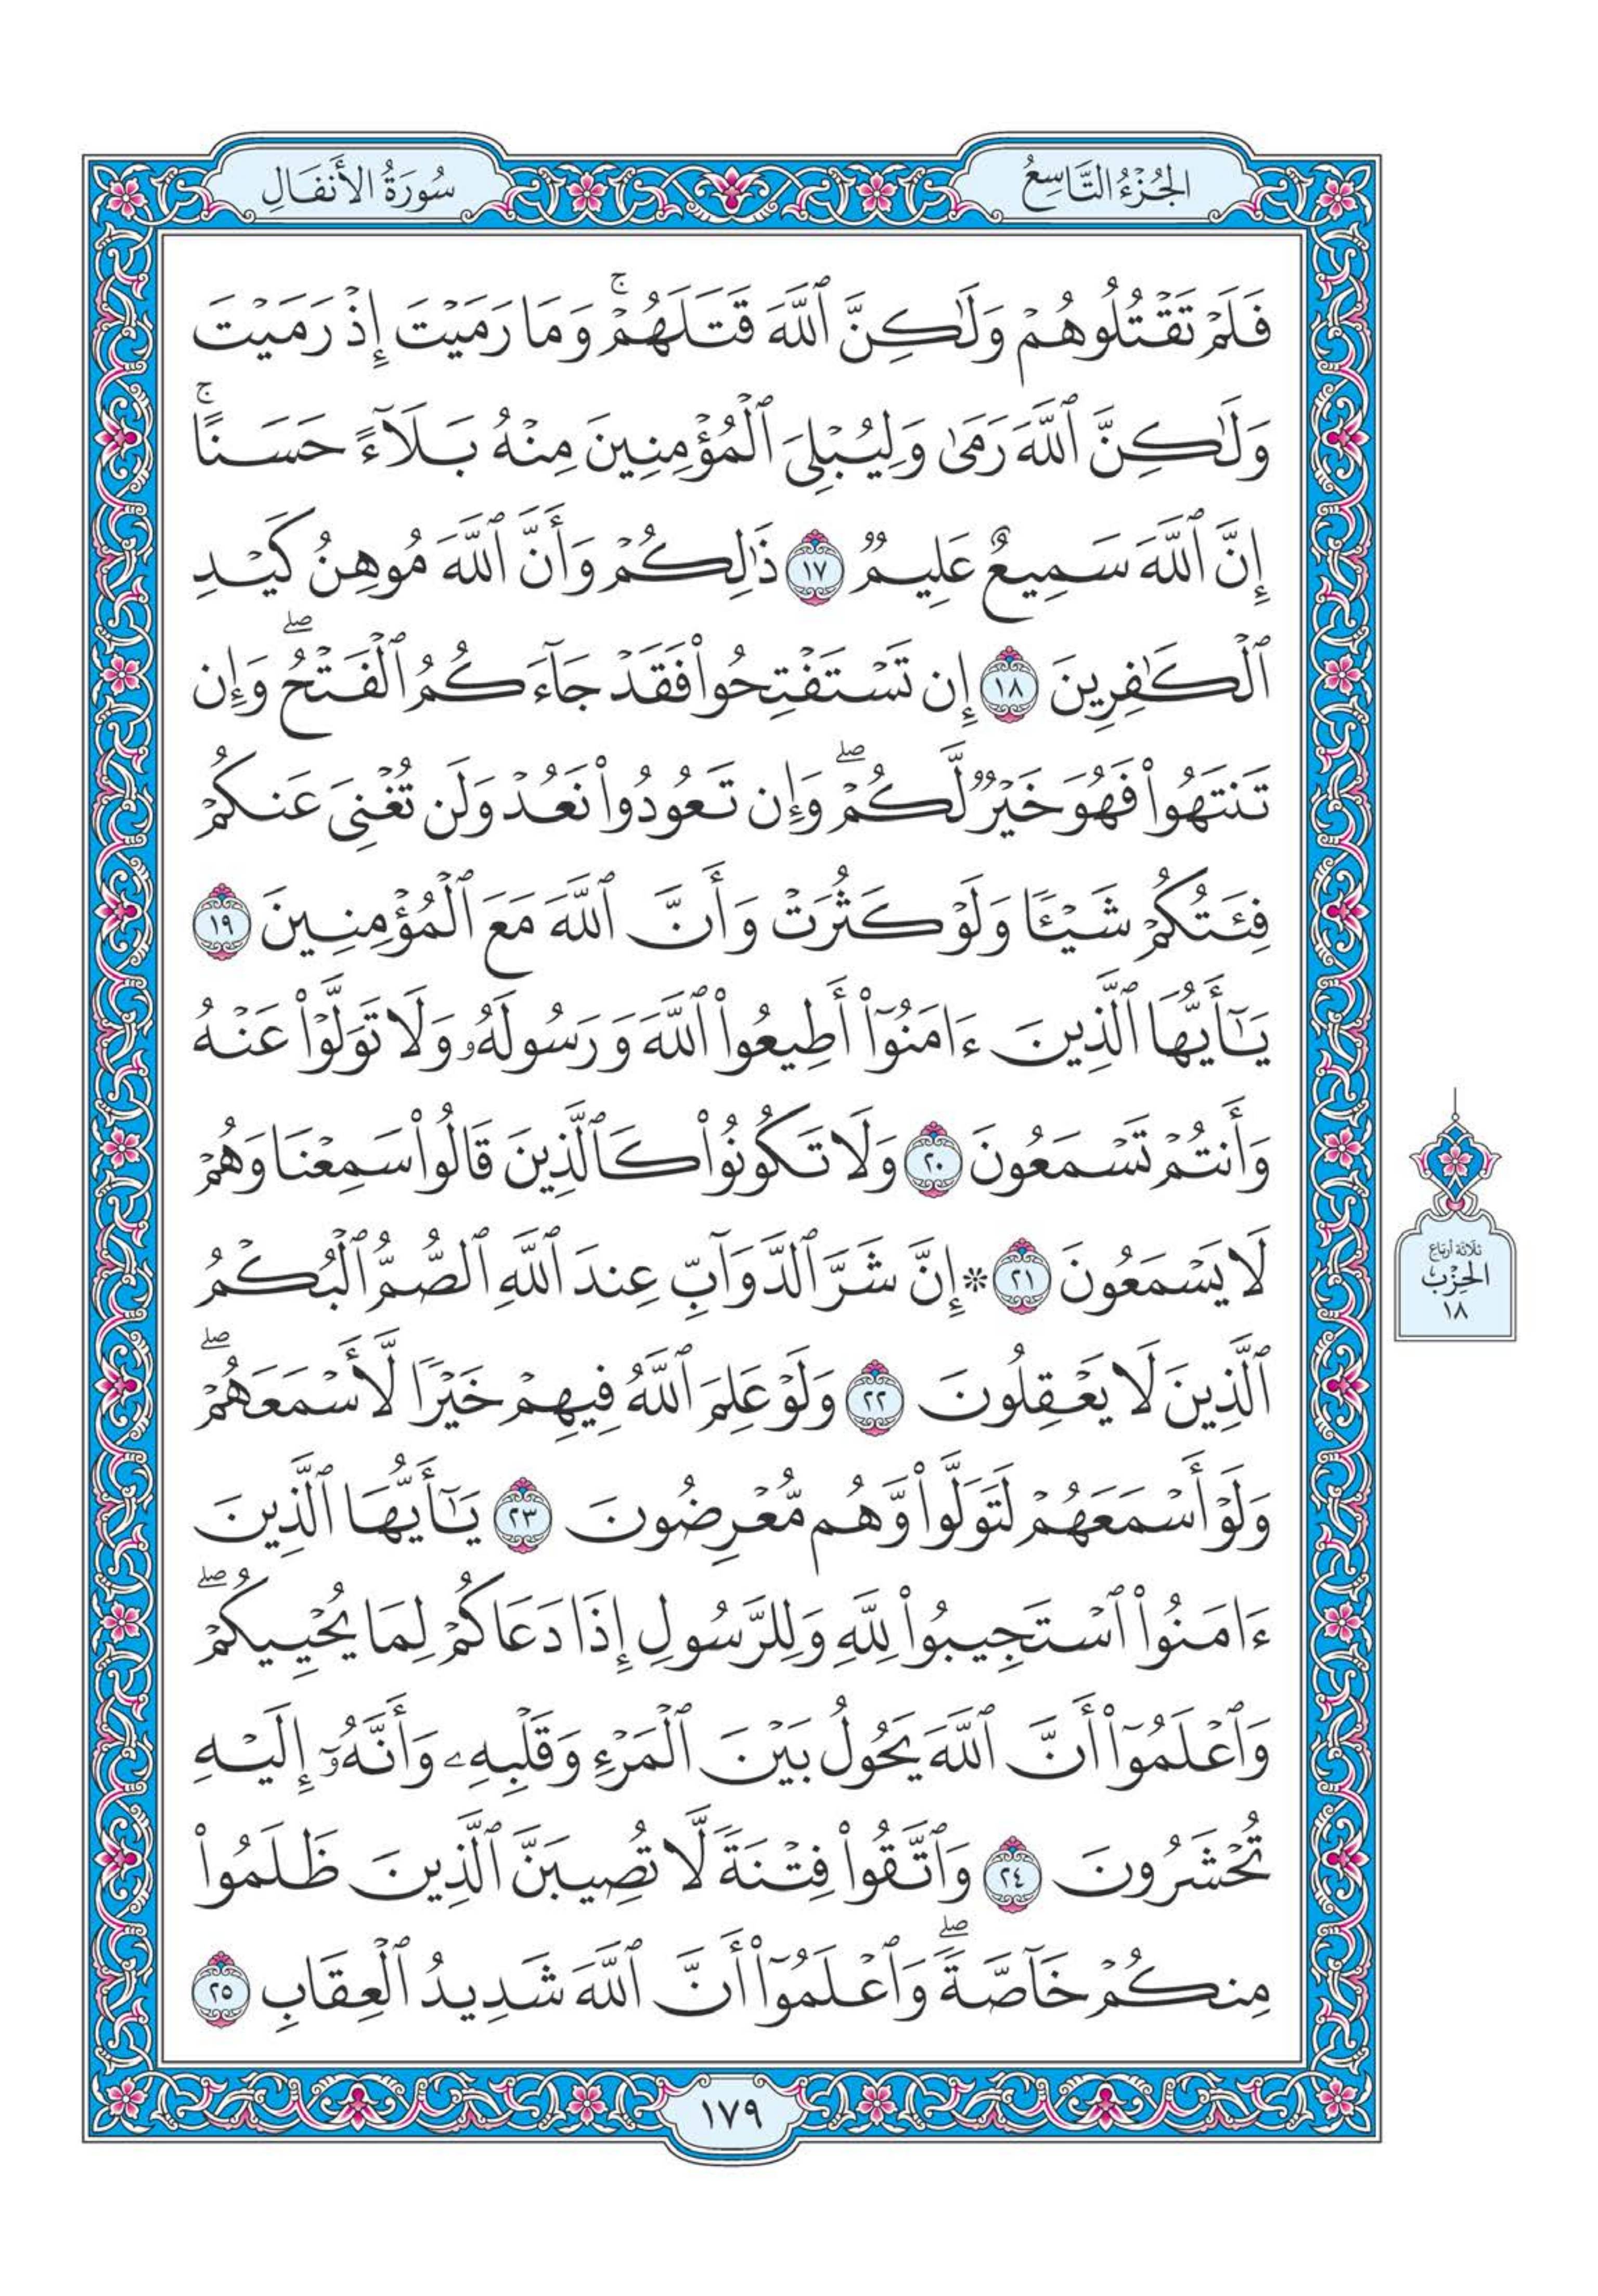 الجُزْءُ التَّاسِعُ
سُورَةُ الأَنفَالِ
فَلَمْ تَقْتُلُوهُمْ وَلَٰكِنَّ ٱللَّهَ قَتَلَهُمْ ۚ وَمَا رَمَيْتَ إِذْ رَمَيْتَ
وَلَٰكِنَّ ٱللَّهَ رَمَىٰ وَلِيُبْلِىَ ٱلْمُؤْمِنِينَ مِنْهُ بَلَآءً حَسَنًا ۚ
إِنَّ ٱللَّهَ سَمِيعٌ عَلِيمٌ ١٧ ذَٰلِكُمْ وَأَنَّ ٱللَّهَ مُوهِنُ كَيْدِ
ٱلْكَٰفِرِينَ ١٨ إِن تَسْتَفْتِحُوا۟ فَقَدْ جَآءَكُمُ ٱلْفَتْحُ ۖ وَإِن
تَنتَهُوا۟ فَهُوَ خَيْرٌ لَّكُمْ ۖ وَإِن تَعُودُوا۟ نَعُدْ وَلَن تُغْنِىَ عَنكُمْ
فِئَتُكُمْ شَيْـًٔا وَلَوْ كَثُرَتْ وَأَنَّ ٱللَّهَ مَعَ ٱلْمُؤْمِنِينَ ١٩
يَٰٓأَيُّهَا ٱلَّذِينَ ءَامَنُوٓا۟ أَطِيعُوا۟ ٱللَّهَ وَرَسُولَهُۥ وَلَا تَوَلَّوْا۟ عَنْهُ
وَأَنتُمْ تَسْمَعُونَ ٢٠ وَلَا تَكُونُوا۟ كَٱلَّذِينَ قَالُوا۟ سَمِعْنَا وَهُمْ
لَا يَسْمَعُونَ ٢١ ۞ إِنَّ شَرَّ ٱلدَّوَآبِّ عِندَ ٱللَّهِ ٱلصُّمُّ ٱلْبُكْمُ
ٱلَّذِينَ لَا يَعْقِلُونَ ٢٢ وَلَوْ عَلِمَ ٱللَّهُ فِيهِمْ خَيْرًا لَّأَسْمَعَهُمْ ۖ
وَلَوْ أَسْمَعَهُمْ لَتَوَلَّوا۟ وَّهُم مُّعْرِضُونَ ٢٣ يَٰٓأَيُّهَا ٱلَّذِينَ
ءَامَنُوا۟ ٱسْتَجِيبُوا۟ لِلَّهِ وَلِلرَّسُولِ إِذَا دَعَاكُمْ لِمَا يُحْيِيكُمْ ۖ
وَٱعْلَمُوٓا۟ أَنَّ ٱللَّهَ يَحُولُ بَيْنَ ٱلْمَرْءِ وَقَلْبِهِۦ وَأَنَّهُۥٓ إِلَيْهِ
تُحْشَرُونَ ٢٤ وَٱتَّقُوا۟ فِتْنَةً لَّا تُصِيبَنَّ ٱلَّذِينَ ظَلَمُوا۟
مِنكُمْ خَآصَّةً ۖ وَٱعْلَمُوٓا۟ أَنَّ ٱللَّهَ شَدِيدُ ٱلْعِقَابِ ٢٥
ثَلَاثَةُ أَرْبَاعِ
الحِزْبِ
١٨
١٧٩